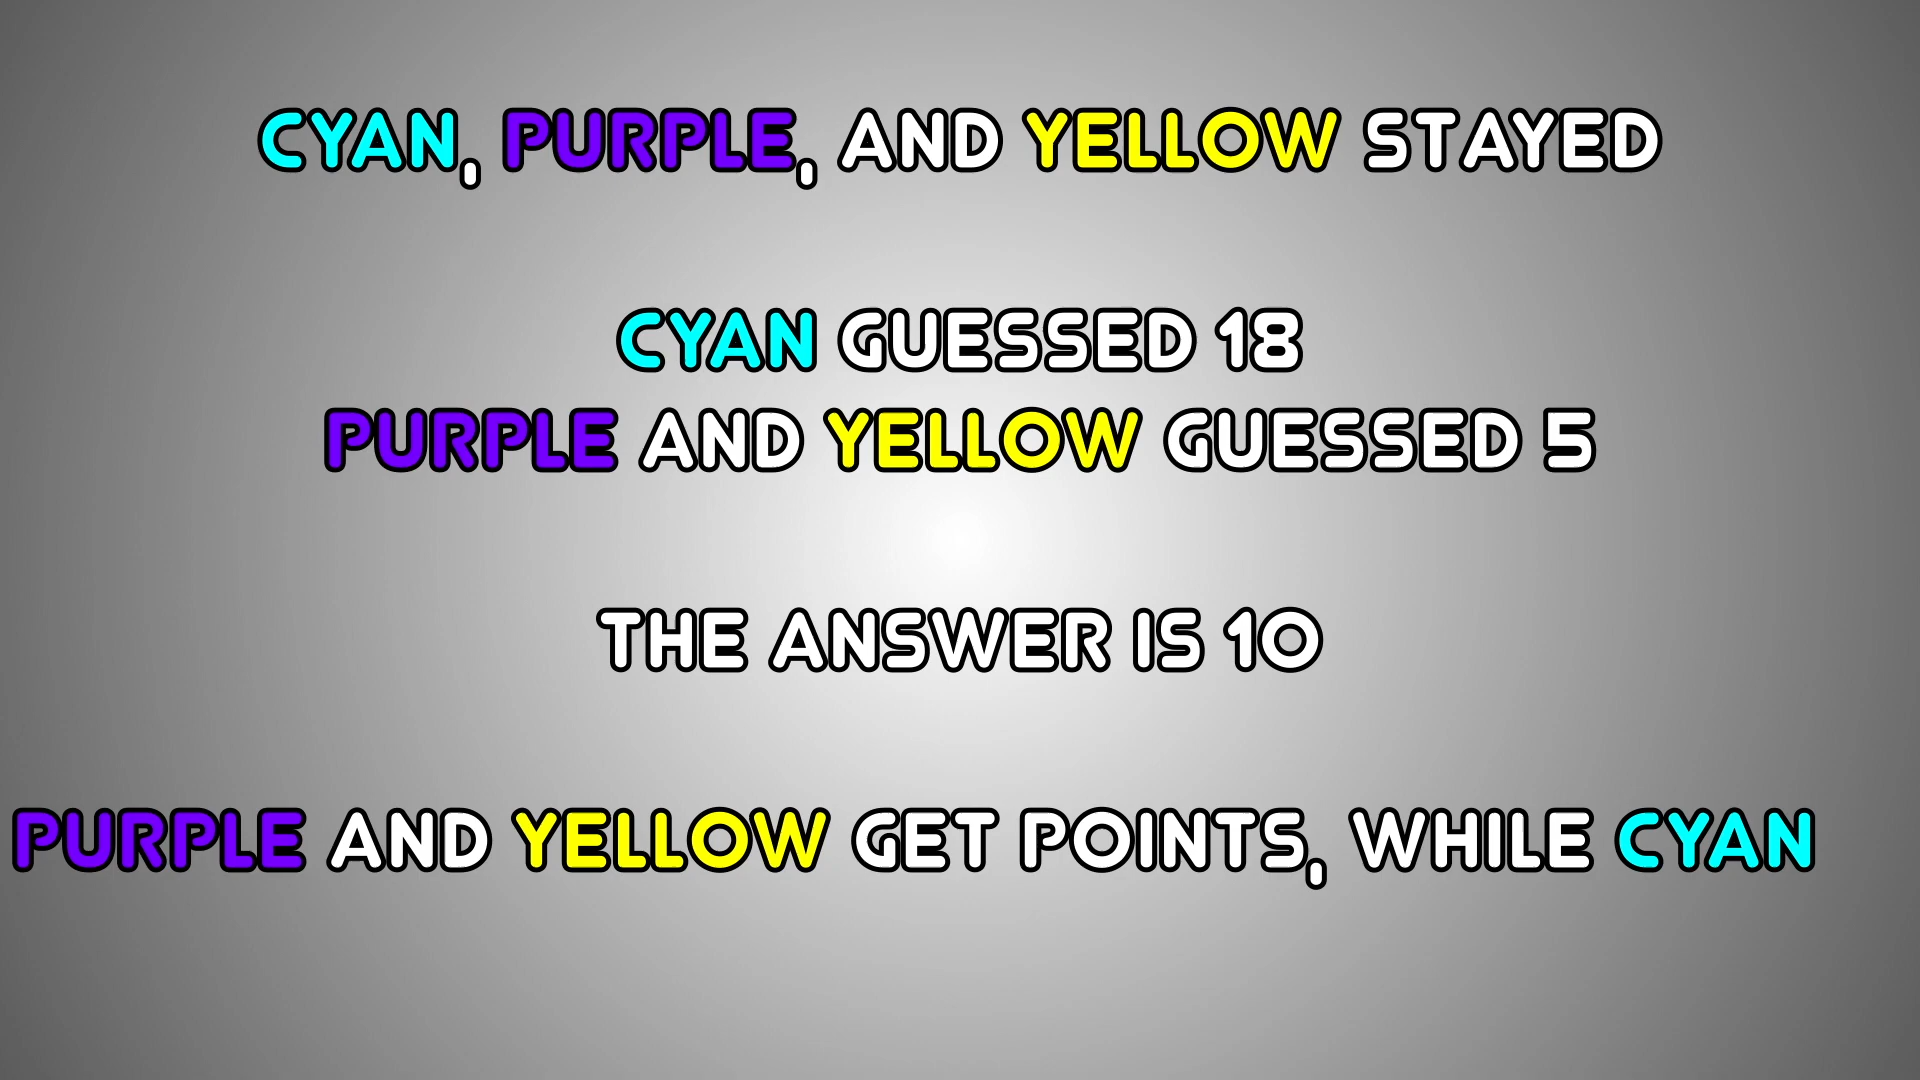 CYAN, PURPLE, AND YELLOW STAYED
CYAN GUESSED 18
PURPLE AND YELLOW GUESSED 5
THE ANSWER IS 10
PURPLE AND YELLOW GET POINTS, WHILE CYAN